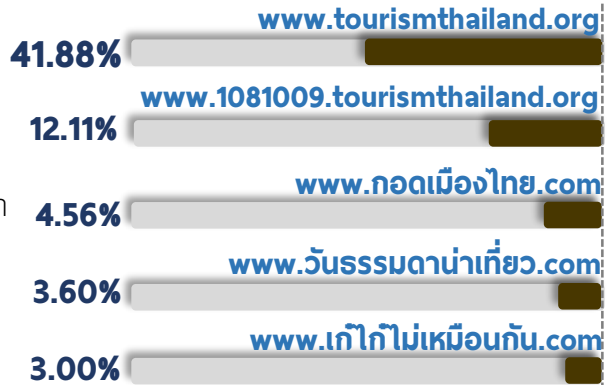 www.tourismthailand.org
41.88%
www.1081009.tourismthailand.org
12.11%
www.กอดเมืองไทย.com
4.56%
www.วันธรรมดาน่าเที่ยว.com
3.60%
www.เก๋ไก๋ไม่เหมือนกัน.com
3.00%